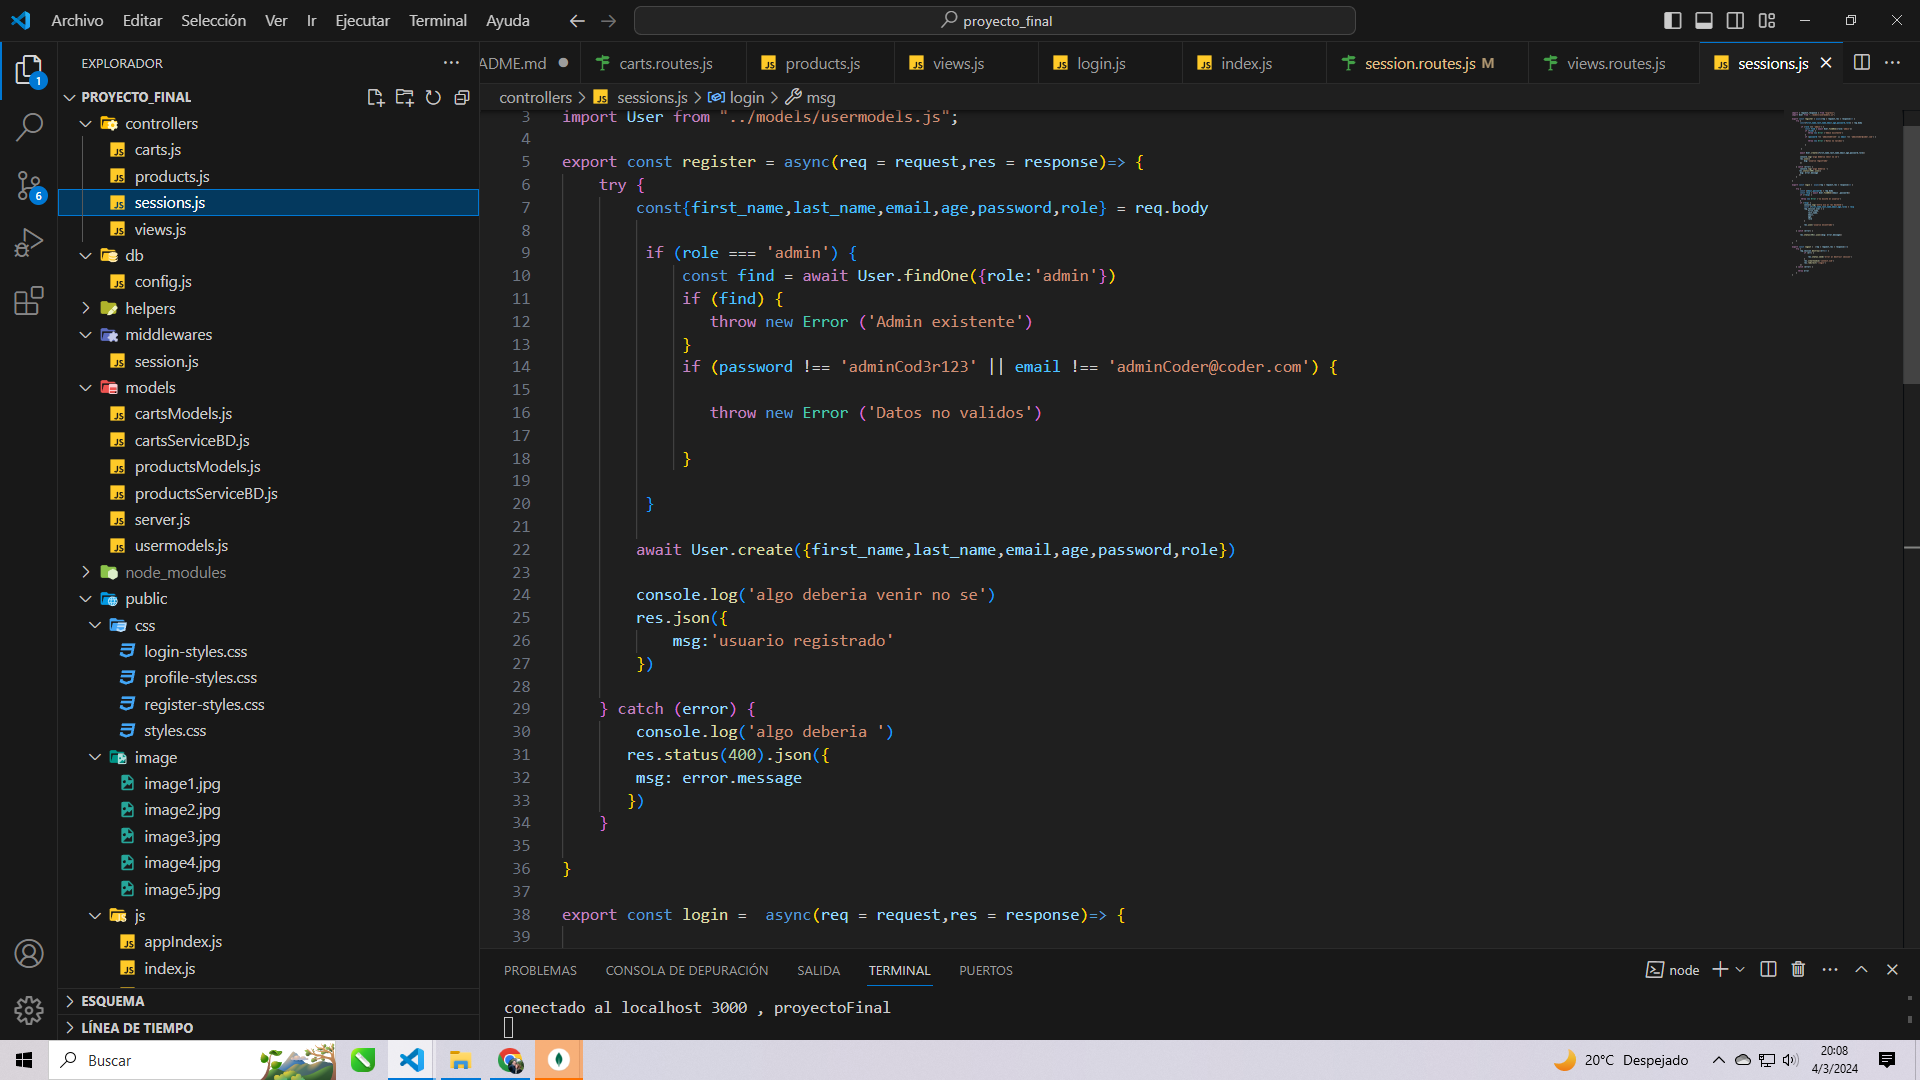 Archivo Editar Selección Ver Ir Ejecutar Terminal Ayuda
proyecto_final
EXPLORADOR
PROYECTO_FINAL
controllers
carts.js
products.js
sessions.js
views.js
db
config.js
helpers
middlewares
session.js
models
cartsModels.js
cartsServiceBD.js
productsModels.js
productsServiceBD.js
server.js
usermodels.js
node_modules
public
css
login-styles.css
profile-styles.css
register-styles.css
styles.css
image
image1.jpg
image2.jpg
image3.jpg
image4.jpg
image5.jpg
js
appIndex.js
index.js
ESQUEMA
LÍNEA DE TIEMPO
1
6
ADME.md carts.routes.js products.js views.js login.js index.js session.routes.js M views.routes.js sessions.js
controllers > sessions.js > login > msg
3 import User from "../models/usermodels.js";
4
5 export const register = async(req = request,res = response)=> {
6 try {
7 const{first_name,last_name,email,age,password,role} = req.body
8
9 if (role === 'admin') {
10 const find = await User.findOne({role:'admin'})
11 if (find) {
12 throw new Error ('Admin existente')
13 }
14 if (password !== 'adminCod3r123' || email !== 'adminCoder@coder.com') {
15
16 throw new Error ('Datos no validos')
17
18 }
19
20 }
21
22 await User.create({first_name,last_name,email,age,password,role})
23
24 console.log('algo deberia venir no se')
25 res.json({
26 msg:'usuario registrado'
27 })
28
29 } catch (error) {
30 console.log('algo deberia ')
31 res.status(400).json({
32 msg: error.message
33 })
34 }
35
36 }
37
38 export const login =  async(req = request,res = response)=> {
39
PROBLEMAS CONSOLA DE DEPURACIÓN SALIDA TERMINAL PUERTOS
node
conectado al localhost 3000 , proyectoFinal
Buscar
20°C Despejado
20:08
4/3/2024